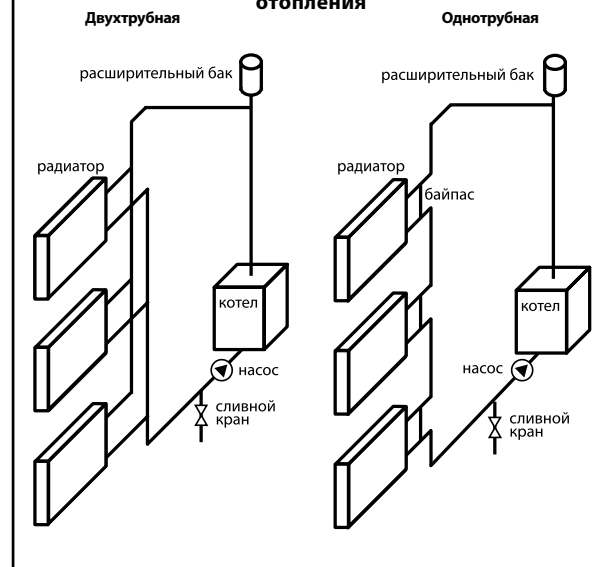 отопления
Двухтрубная
Однотрубная
расширительный бак
радиатор
котел
насос
сливной
кран
расширительный бак
радиатор
байпас
котел
насос
сливной
кран